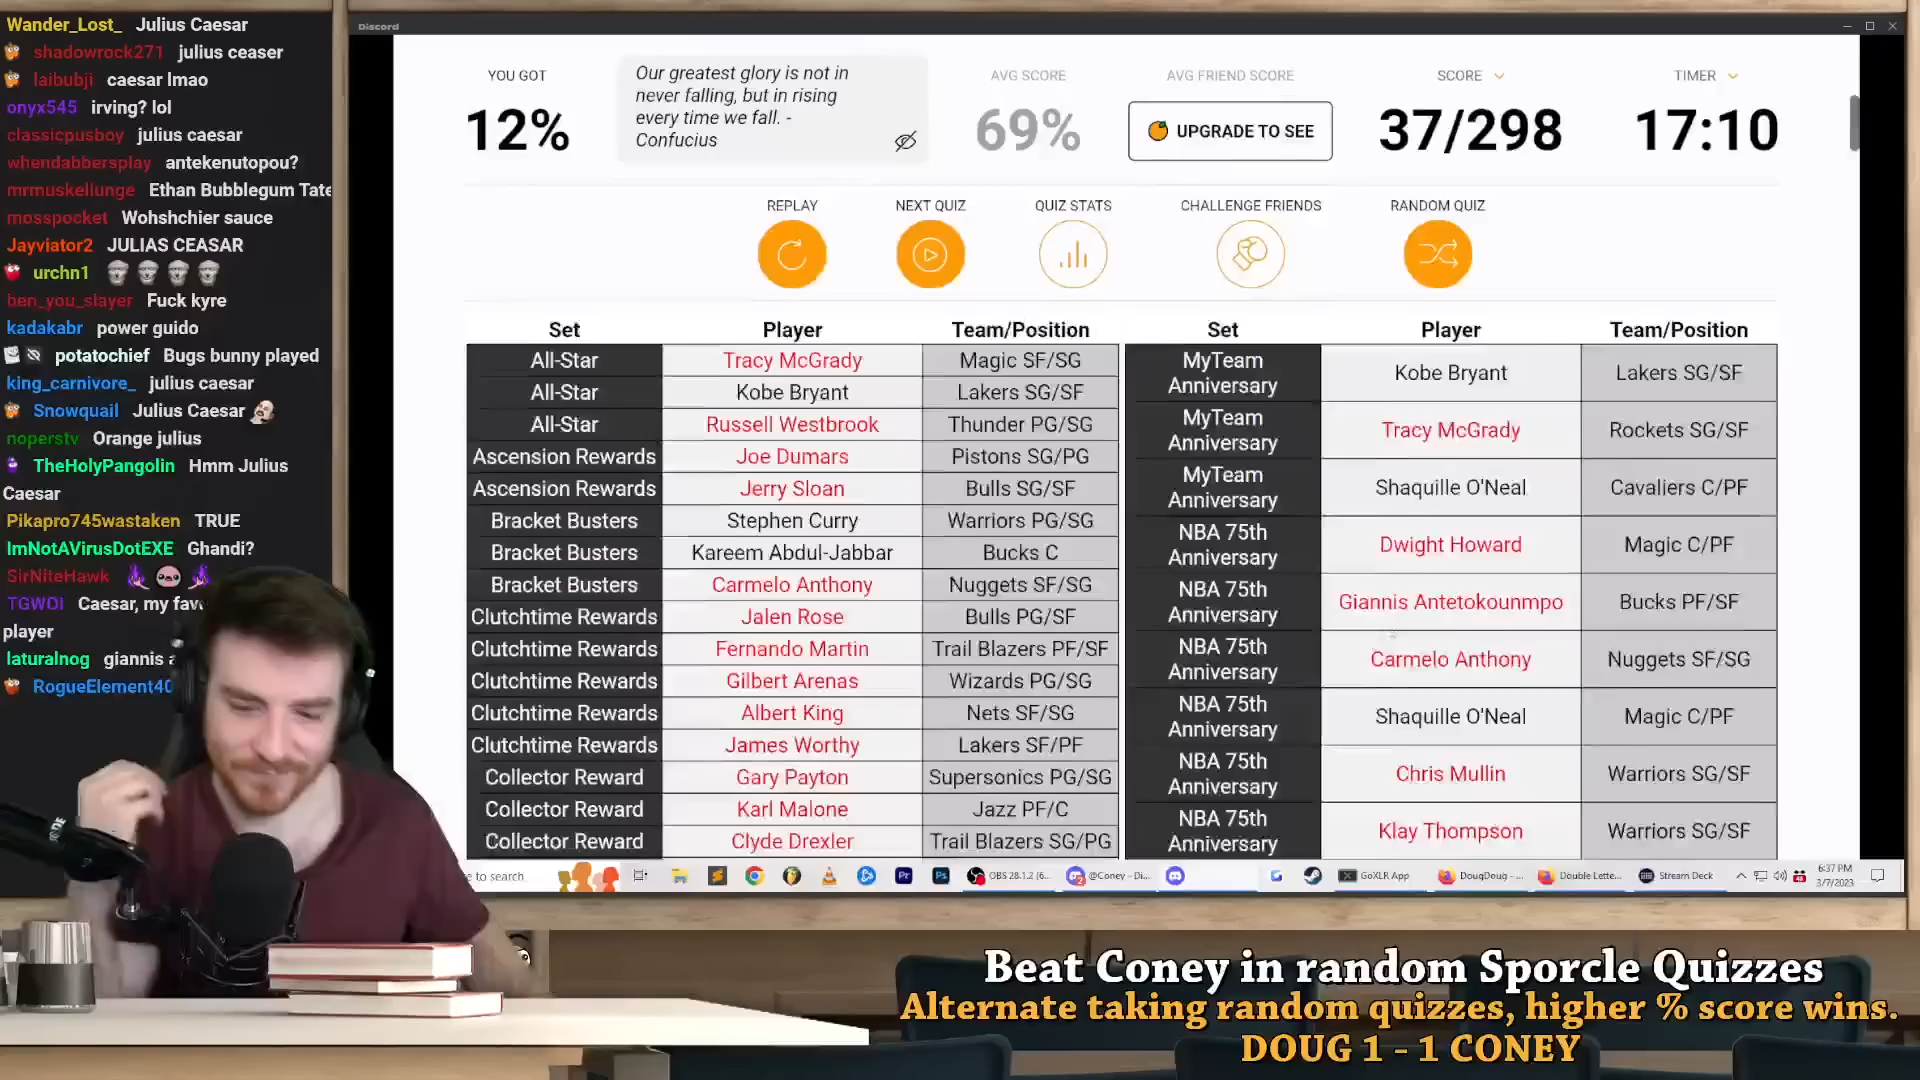 Wander_Lost_ Julius Caesar
shadowrock271 julius ceaser
laibubji caesar lmao
onyx545 irving? lol
classicpusboy julius caesar
whendabbersplay antekenutopou?
mrmuskellunge Ethan Bubblegum Tate
mosspocket Wohshchier sauce
Jayviator2 JULIAS CEASAR
urchn1
ben_you_slayer Fuck kyre
kadakabr power guido
potatochief Bugs bunny played
king_carnivore_ julius caesar
Snowquail Julius Caesar
noperstv Orange julius
TheHolyPangolin Hmm Julius
Caesar
Pikapro745wastaken TRUE
ImNotAVirusDotEXE Ghandi?
SirNiteHawk
TGWOI Caesar, my fav
player
laturalnog giannis a
RogueElement40
Discord
YOU GOT
12%
Our greatest glory is not in
never falling, but in rising
every time we fall. -
Confucius
AVG SCORE
69%
AVG FRIEND SCORE
UPGRADE TO SEE
SCORE
37/298
TIMER
17:10
REPLAY NEXT QUIZ QUIZ STATS CHALLENGE FRIENDS RANDOM QUIZ
Set Player Team/Position
All-Star Tracy McGrady Magic SF/SG
All-Star Kobe Bryant Lakers SG/SF
All-Star Russell Westbrook Thunder PG/SG
Ascension Rewards Joe Dumars Pistons SG/PG
Ascension Rewards Jerry Sloan Bulls SG/SF
Bracket Busters Stephen Curry Warriors PG/SG
Bracket Busters Kareem Abdul-Jabbar Bucks C
Bracket Busters Carmelo Anthony Nuggets SF/SG
Clutchtime Rewards Jalen Rose Bulls PG/SF
Clutchtime Rewards Fernando Martin Trail Blazers PF/SF
Clutchtime Rewards Gilbert Arenas Wizards PG/SG
Clutchtime Rewards Albert King Nets SF/SG
Clutchtime Rewards James Worthy Lakers SF/PF
Collector Reward Gary Payton Supersonics PG/SG
Collector Reward Karl Malone Jazz PF/C
Collector Reward Clyde Drexler Trail Blazers SG/PG
Set Player Team/Position
MyTeam
Anniversary Kobe Bryant Lakers SG/SF
MyTeam
Anniversary Tracy McGrady Rockets SG/SF
MyTeam
Anniversary Shaquille O'Neal Cavaliers C/PF
NBA 75th
Anniversary Dwight Howard Magic C/PF
NBA 75th
Anniversary Giannis Antetokounmpo Bucks PF/SF
NBA 75th
Anniversary Carmelo Anthony Nuggets SF/SG
NBA 75th
Anniversary Shaquille O'Neal Magic C/PF
NBA 75th
Anniversary Chris Mullin Warriors SG/SF
NBA 75th
Anniversary Klay Thompson Warriors SG/SF
e to search
OBS 28.1.2 (6... @Coney - Di... GoXLR App DougDoug - ... Double Lette... Stream Deck
6:37 PM
3/7/2023
Beat Coney in random Sporcle Quizzes
Alternate taking random quizzes, higher % score wins.
DOUG 1 - 1 CONEY